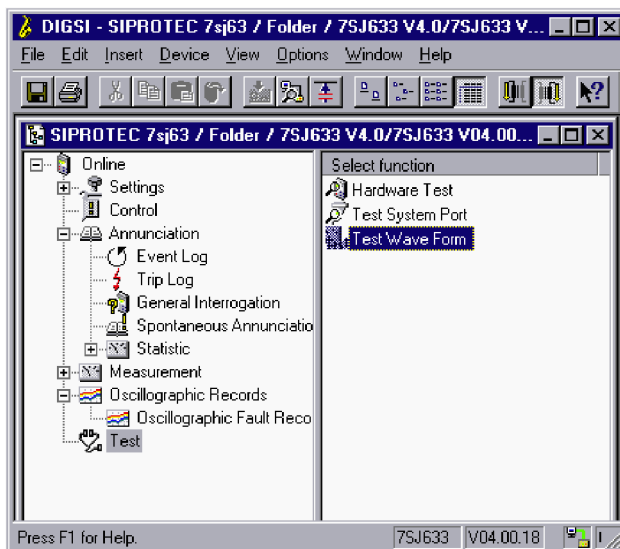 DIGSI - SIPROTEC 7sj63 / Folder / 7SJ633 V4.0/7SJ633 V...
File Edit Insert Device View Options Window Help
SIPROTEC 7sj63 / Folder / 7SJ633 V4.0/7SJ633 V04.00...
Online
Settings
Control
Annunciation
Event Log
Trip Log
General Interrogation
Spontaneous Annunciatio
Statistic
Measurement
Oscillographic Records
Oscillographic Fault Reco
Test
Select function
Hardware Test
Test System Port
Test Wave Form
Press F1 for Help.
7SJ633 V04.00.18